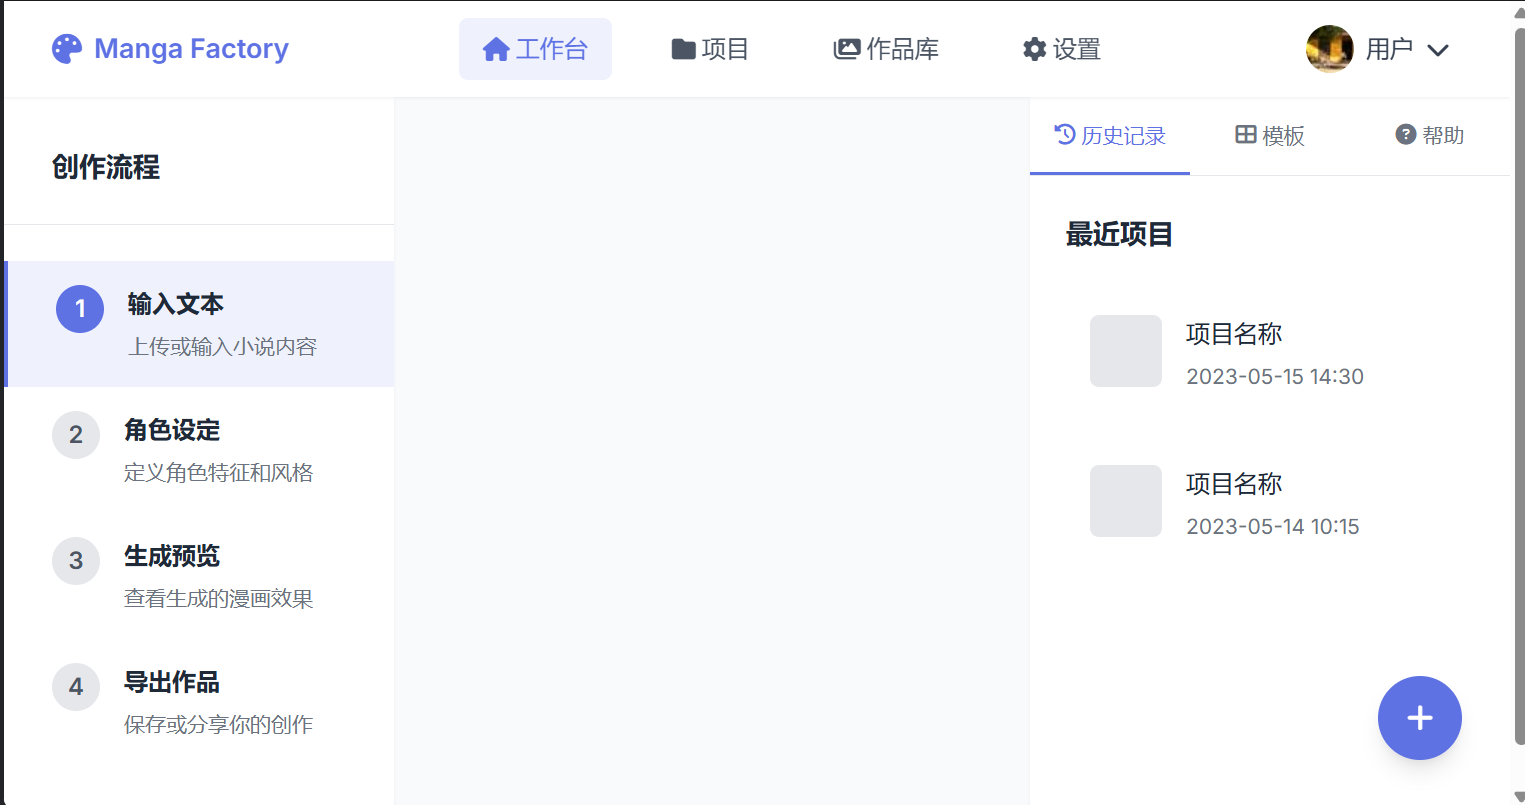 Manga Factory
工作台
项目
作品库
设置
用户
创作流程
1
输入文本
上传或输入小说内容
2
角色设定
定义角色特征和风格
3
生成预览
查看生成的漫画效果
4
导出作品
保存或分享你的创作
历史记录
模板
帮助
最近项目
项目名称
2023-05-15 14:30
项目名称
2023-05-14 10:15